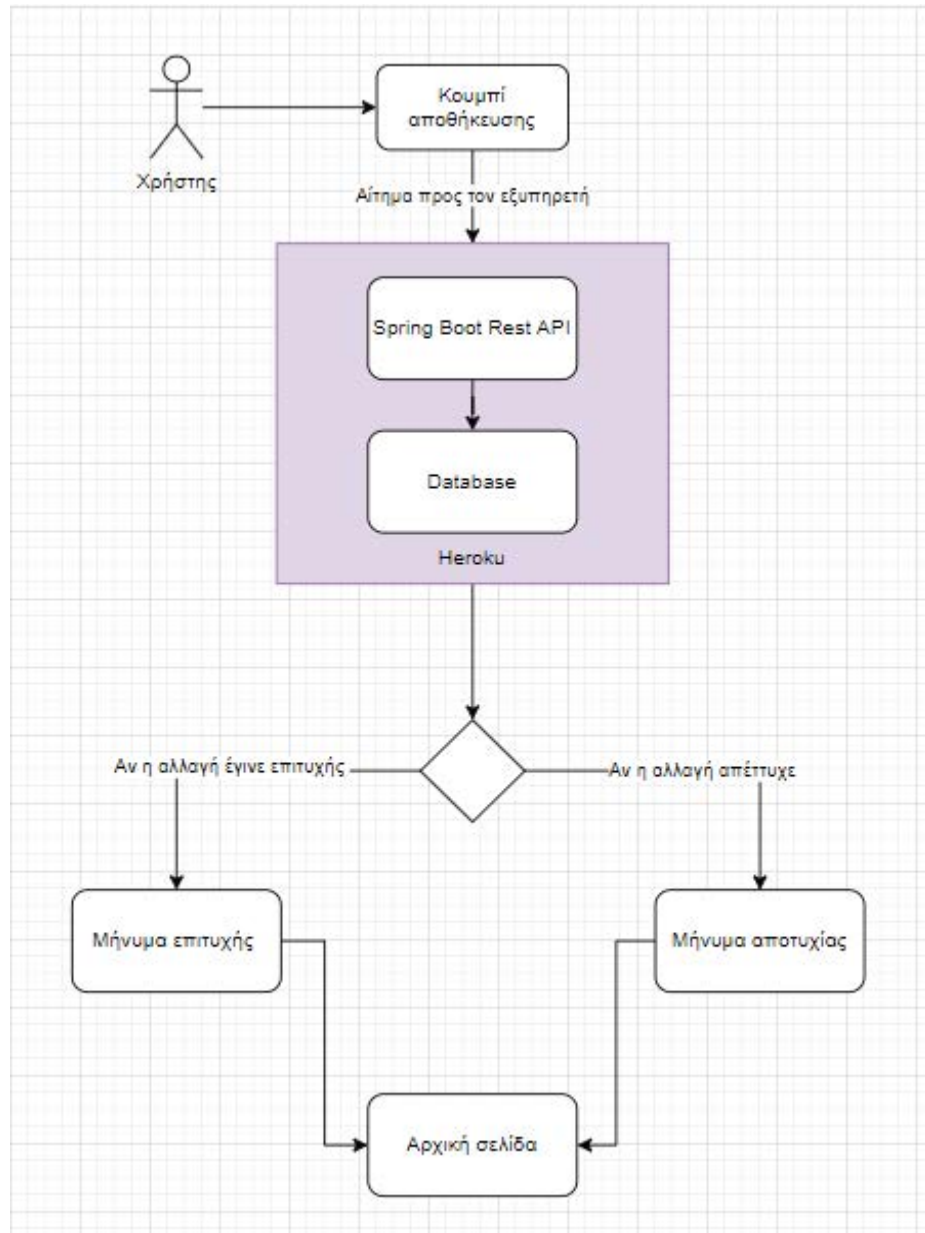 Κουμπί
αποθήκευσης
Χρήστης
Αίτημα προς τον εξυπηρετή
Spring Boot Rest API
Database
Heroku
Αν η αλλαγή έγινε επιτυχής
Αν η αλλαγή απέττυχε
Μήνυμα επιτυχής
Μήνυμα αποτυχίας
Αρχική σελίδα